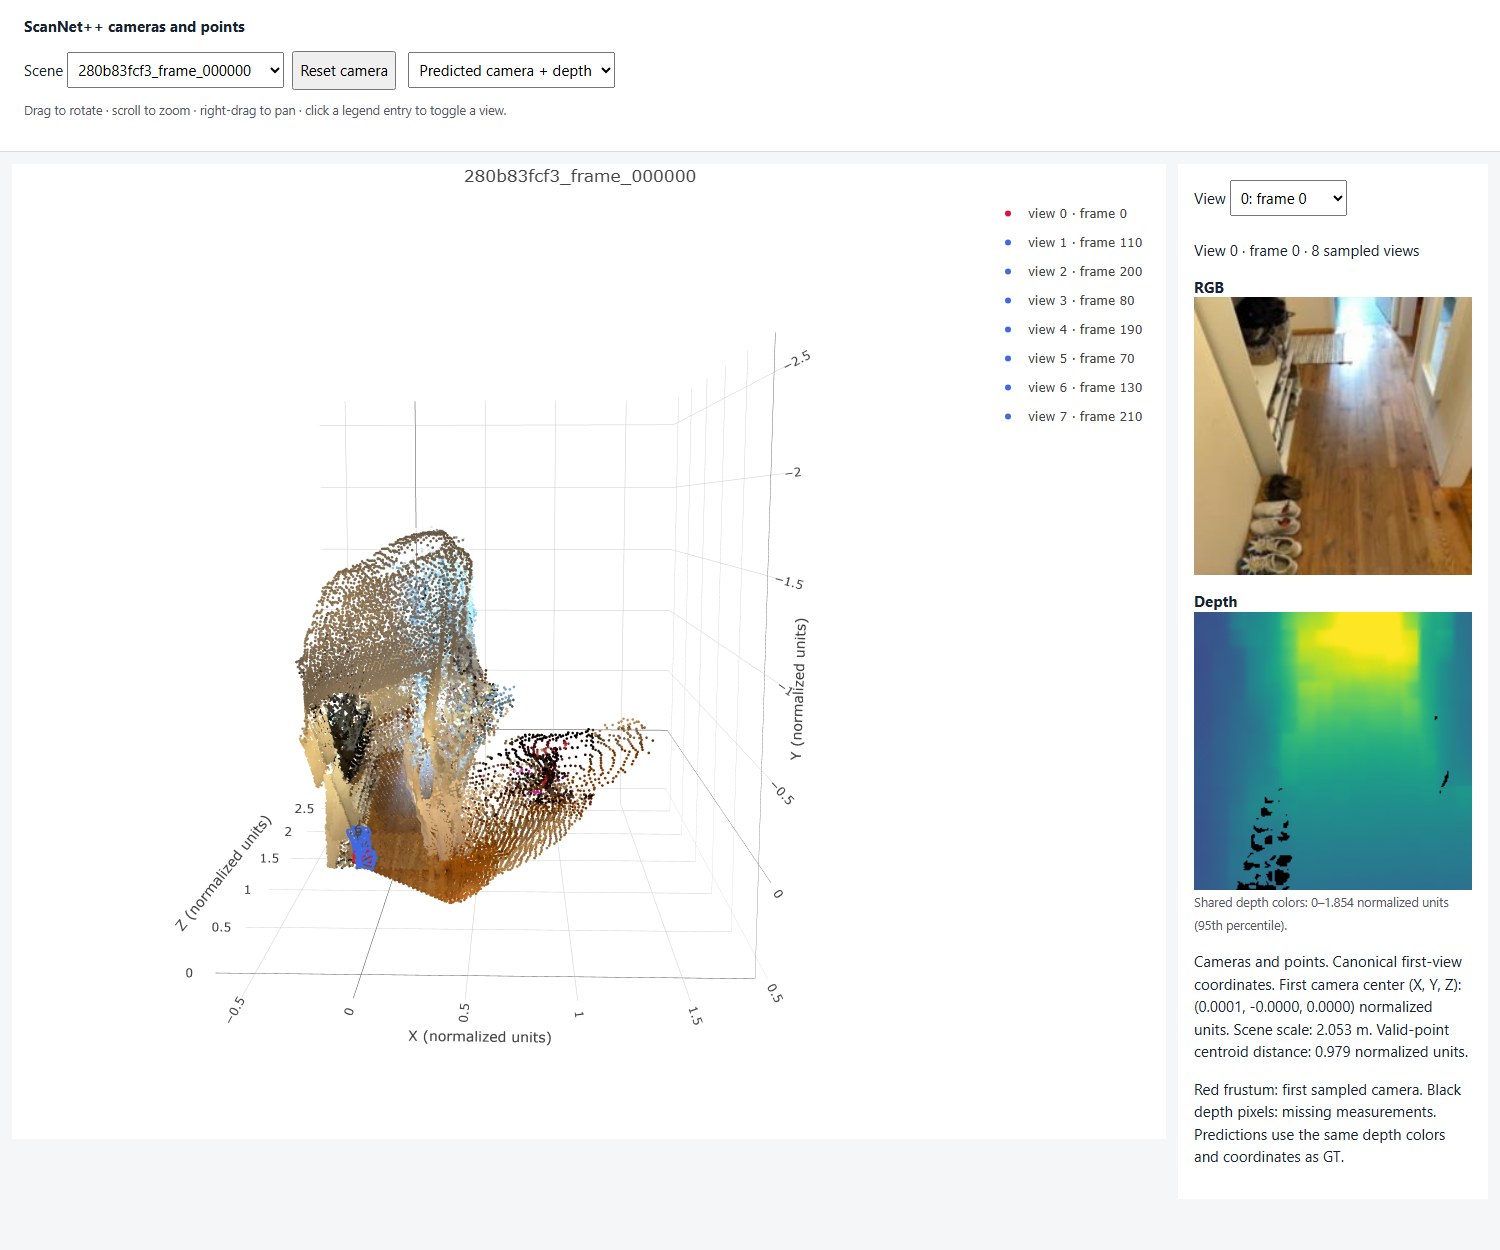 ScanNet++ cameras and points
Scene 280b83fcf3_frame_000000 Reset camera Predicted camera + depth
Drag to rotate · scroll to zoom · right-drag to pan · click a legend entry to toggle a view.
280b83fcf3_frame_000000
view 0 · frame 0
view 1 · frame 110
view 2 · frame 200
view 3 · frame 80
view 4 · frame 190
view 5 · frame 70
view 6 · frame 130
view 7 · frame 210
−2.5
−2
−1.5
−1
−0.5
0
0.5
Y (normalized units)
2.5
2
1.5
1
0.5
0
Z (normalized units)
−0.5
0
0.5
1
1.5
X (normalized units)
View 0: frame 0
View 0 · frame 0 · 8 sampled views
RGB
Depth
Shared depth colors: 0–1.854 normalized units
(95th percentile).
Cameras and points. Canonical first-view
coordinates. First camera center (X, Y, Z):
(0.0001, -0.0000, 0.0000) normalized
units. Scene scale: 2.053 m. Valid-point
centroid distance: 0.979 normalized units.
Red frustum: first sampled camera. Black
depth pixels: missing measurements.
Predictions use the same depth colors
and coordinates as GT.